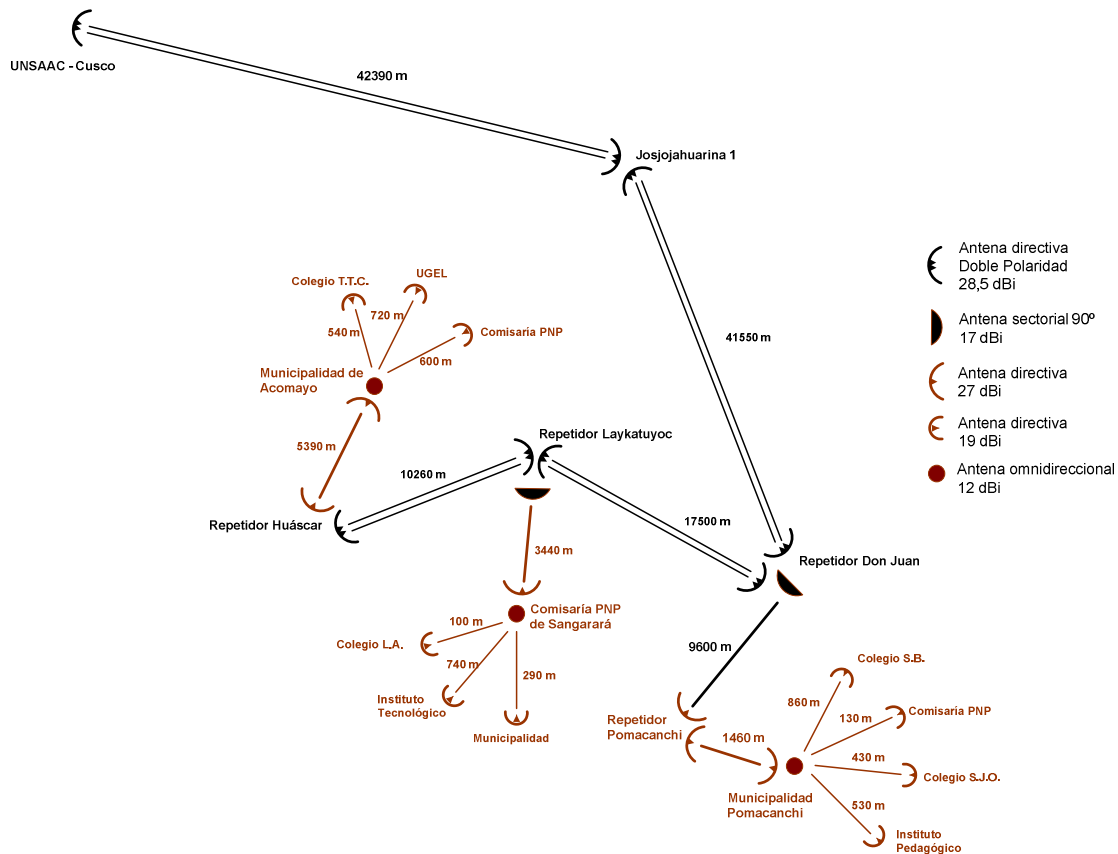 UNSAAC - Cusco
42390 m
Josjojahuarina 1
Antena directiva
Doble Polaridad
28,5 dBi
Antena sectorial 90º
17 dBi
Antena directiva
27 dBi
Antena directiva
19 dBi
Antena omnidireccional
12 dBi
Colegio T.T.C.
UGEL
720 m
540 m
Comisaría PNP
600 m
Municipalidad de
Acomayo
41550 m
5390 m
Repetidor Laykatuyoc
10260 m
Repetidor Huáscar
17500 m
3440 m
Repetidor Don Juan
Comisaría PNP
de Sangarará
100 m
Colegio L.A.
740 m
290 m
Instituto
Tecnológico
Municipalidad
9600 m
Colegio S.B.
860 m
Comisaría PNP
130 m
Repetidor
Pomacanchi
1460 m
430 m
Colegio S.J.O.
Municipalidad
Pomacanchi
530 m
Instituto
Pedagógico